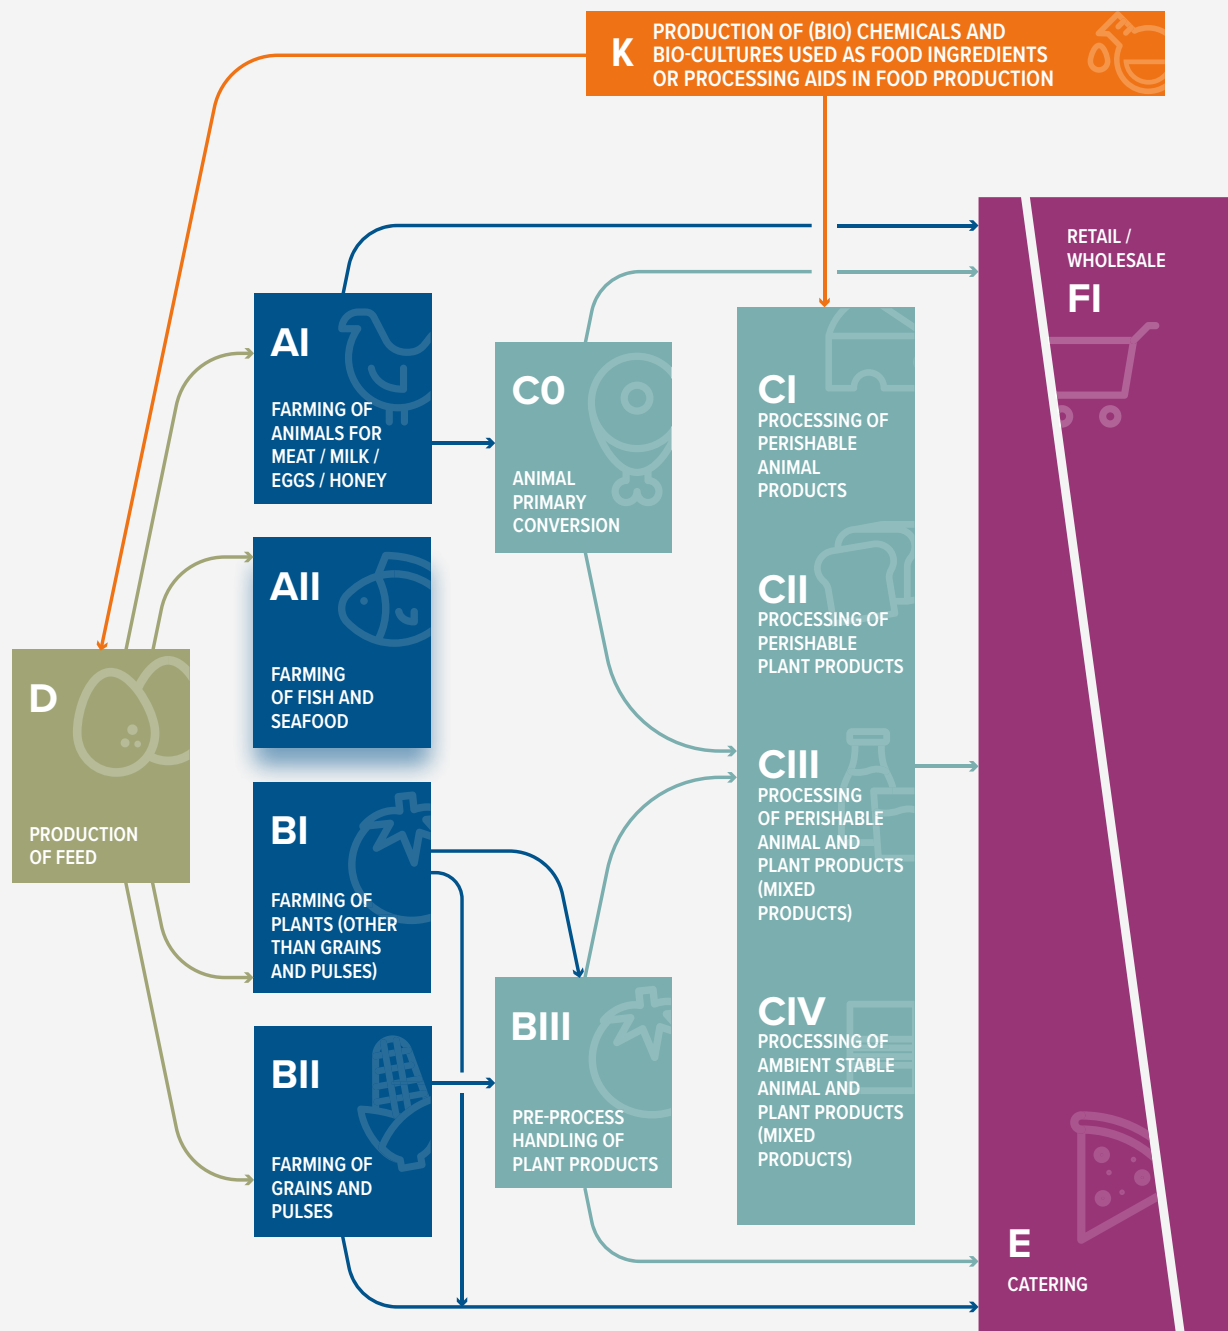 K
PRODUCTION OF (BIO) CHEMICALS AND
BIO-CULTURES USED AS FOOD INGREDIENTS
OR PROCESSING AIDS IN FOOD PRODUCTION
RETAIL /
WHOLESALE
FI
AI
FARMING OF
ANIMALS FOR
MEAT / MILK /
EGGS / HONEY
C0
ANIMAL
PRIMARY
CONVERSION
CI
PROCESSING OF
PERISHABLE
ANIMAL
PRODUCTS
AII
FARMING
OF FISH AND
SEAFOOD
CII
PROCESSING OF
PERISHABLE
PLANT PRODUCTS
D
PRODUCTION
OF FEED
BI
FARMING OF
PLANTS (OTHER
THAN GRAINS
AND PULSES)
CIII
PROCESSING
OF PERISHABLE
ANIMAL AND
PLANT PRODUCTS
(MIXED
PRODUCTS)
BII
FARMING OF
GRAINS AND
PULSES
BIII
PRE-PROCESS
HANDLING OF
PLANT PRODUCTS
CIV
PROCESSING OF
AMBIENT STABLE
ANIMAL AND
PLANT PRODUCTS
(MIXED
PRODUCTS)
E
CATERING